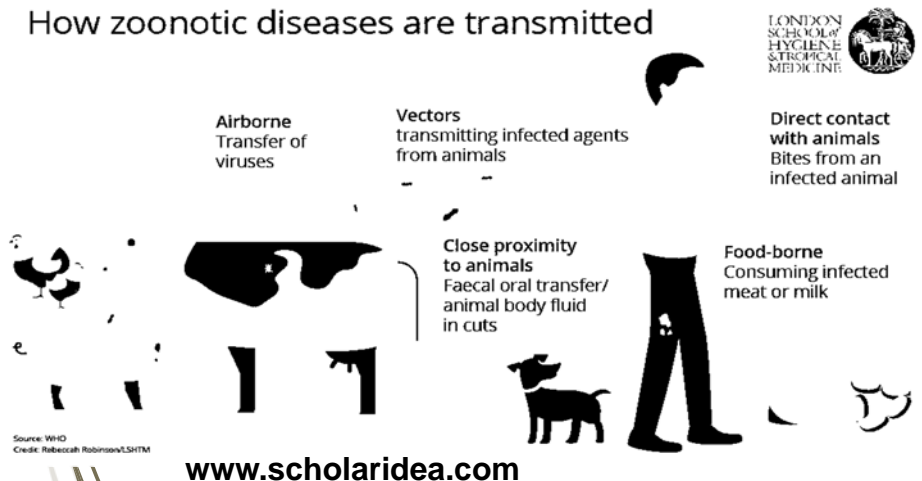 How zoonotic diseases are transmitted
LONDON
SCHOOL of
HYGIENE
& TROPICAL
MEDICINE
Airborne
Transfer of
viruses
Vectors
transmitting infected agents
from animals
Direct contact
with animals
Bites from an
infected animal
Close proximity
to animals
Faecal oral transfer/
animal body fluid
in cuts
Food-borne
Consuming infected
meat or milk
Source: WHO
Credit: Rebeccah Robinson/LSHTM
www.scholaridea.com